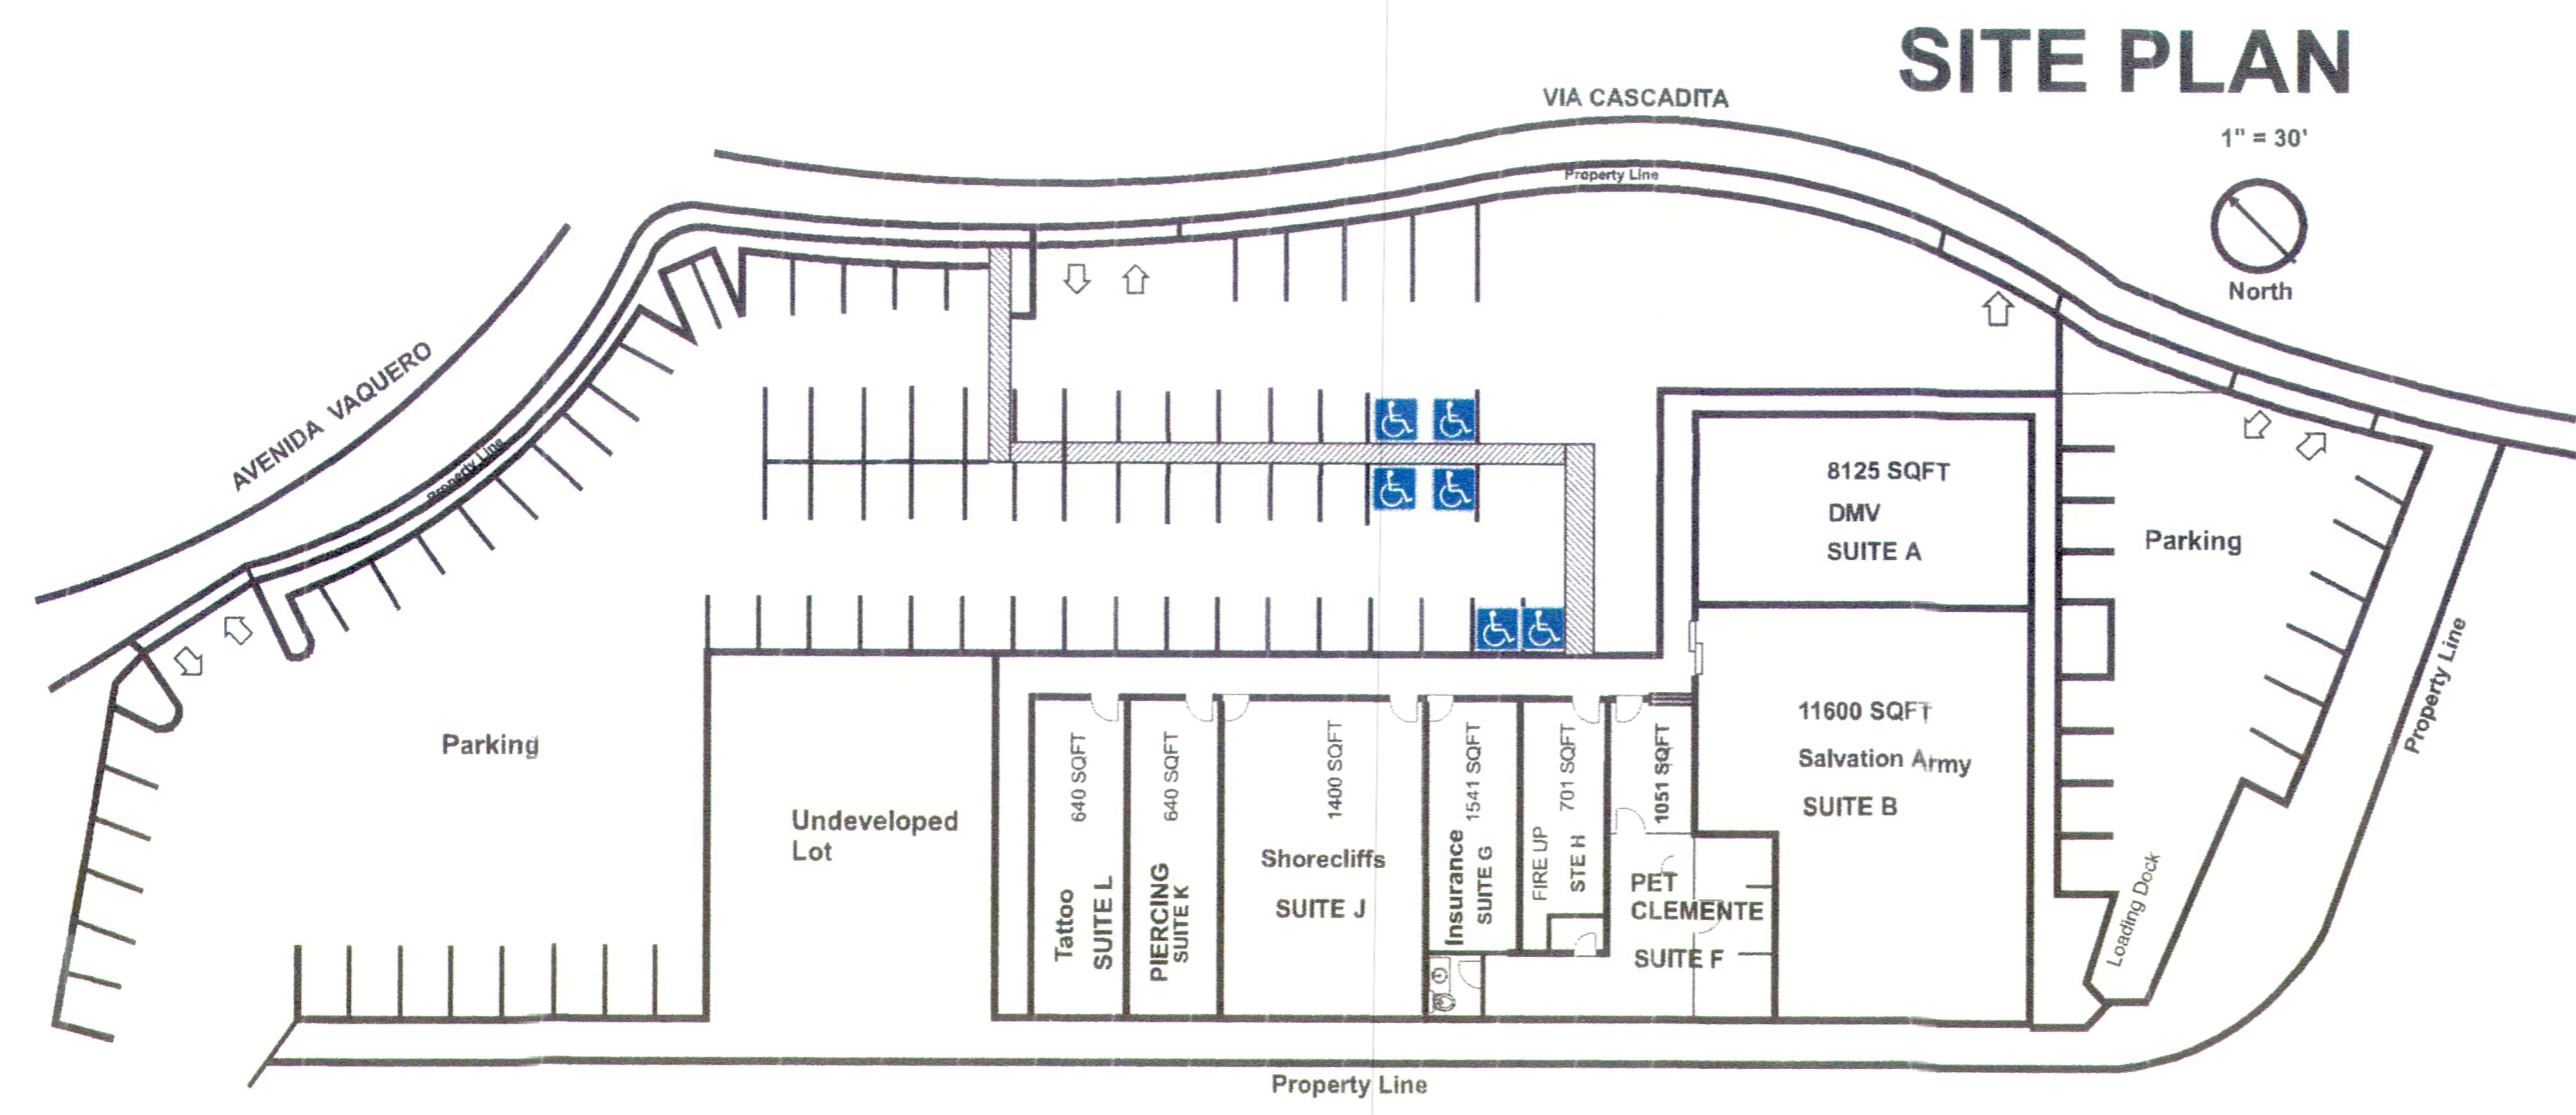 SITE PLAN
VIA CASCADITA
1" = 30'
Property Line
North
AVENIDA VAQUERO
Property Line
8125 SQFT
DMV
SUITE A
Parking
Property Line
11600 SQFT
Salvation Army
SUITE B
Loading Dock
Parking
Undeveloped
Lot
640 SQFT
Tattoo
SUITE L
640 SQFT
PIERCING
SUITE K
1400 SQFT
Shorecliffs
SUITE J
1541 SQFT
Insurance
SUITE G
701 SQFT
FIRE UP
STE H
1051 SQFT
PET
CLEMENTE
SUITE F
Property Line